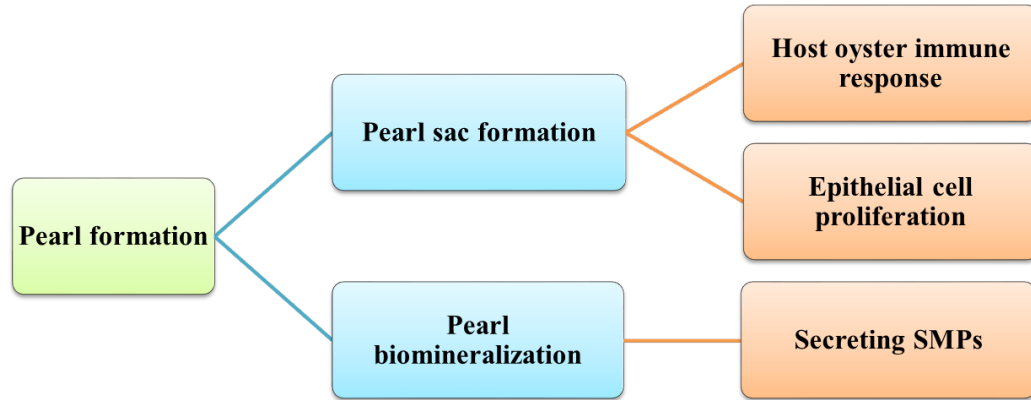 Pearl formation
Pearl sac formation
Pearl
biomineralization
Host oyster immune
response
Epithelial cell
proliferation
Secreting SMPs